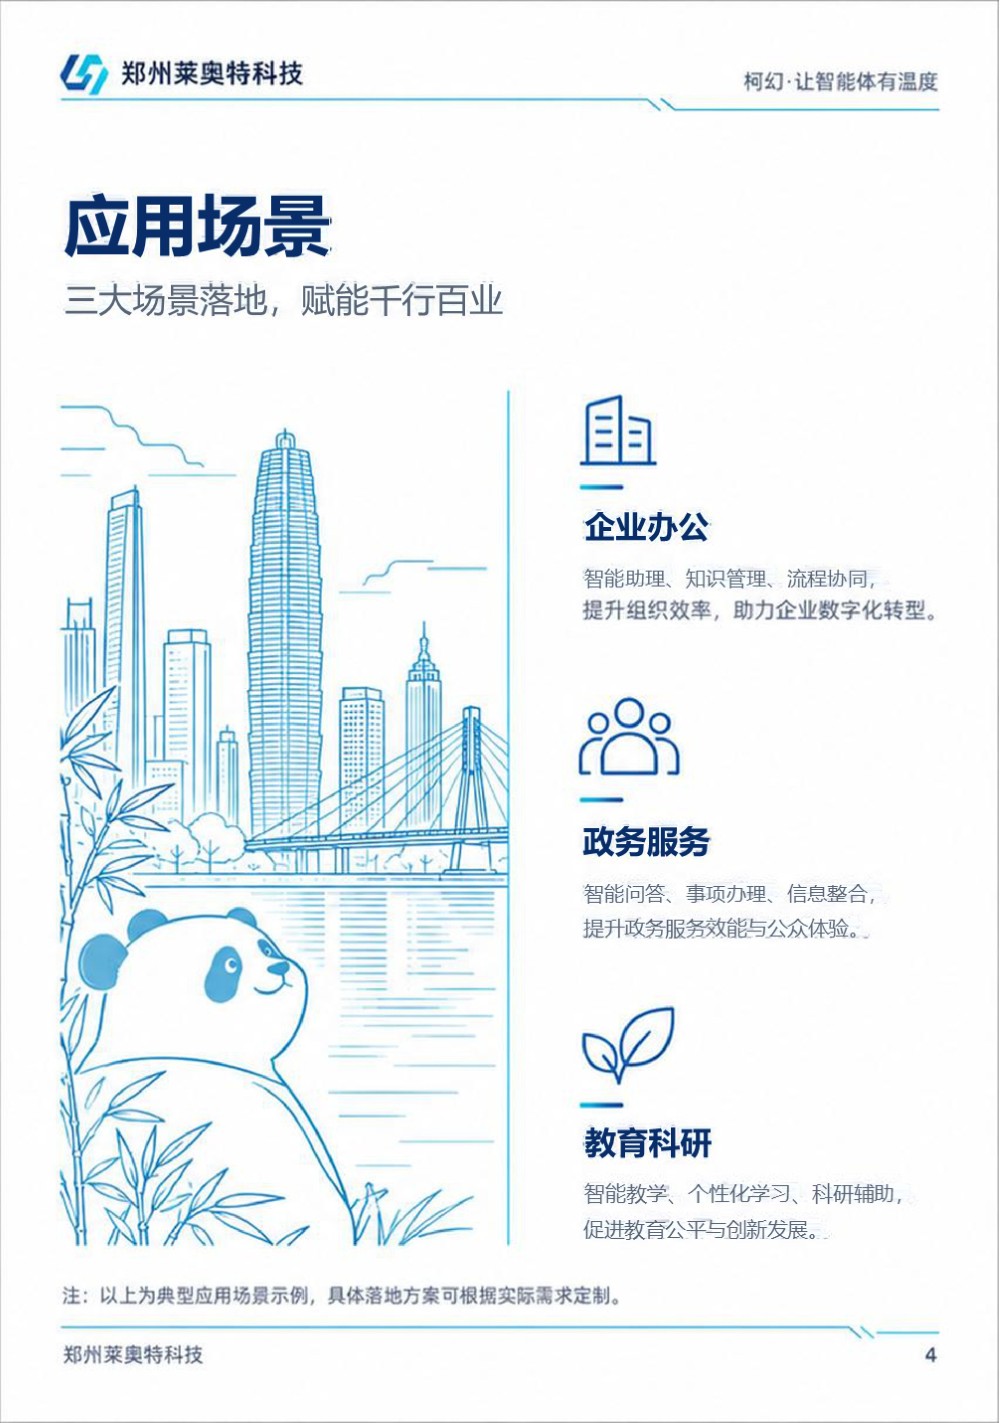 郑州莱奥特科技
柯幻·让智能体有温度
应用场景
三大场景落地，赋能千行百业
企业办公
智能助理、知识管理、流程协同，
提升组织效率，助力企业数字化转型。
政务服务
智能问答、事项办理、信息整合，
提升政务服务效能与公众体验。
教育科研
智能教学、个性化学习、科研辅助，
促进教育公平与创新发展。
注：以上为典型应用场景示例，具体落地方案可根据实际需求定制。
郑州莱奥特科技
4